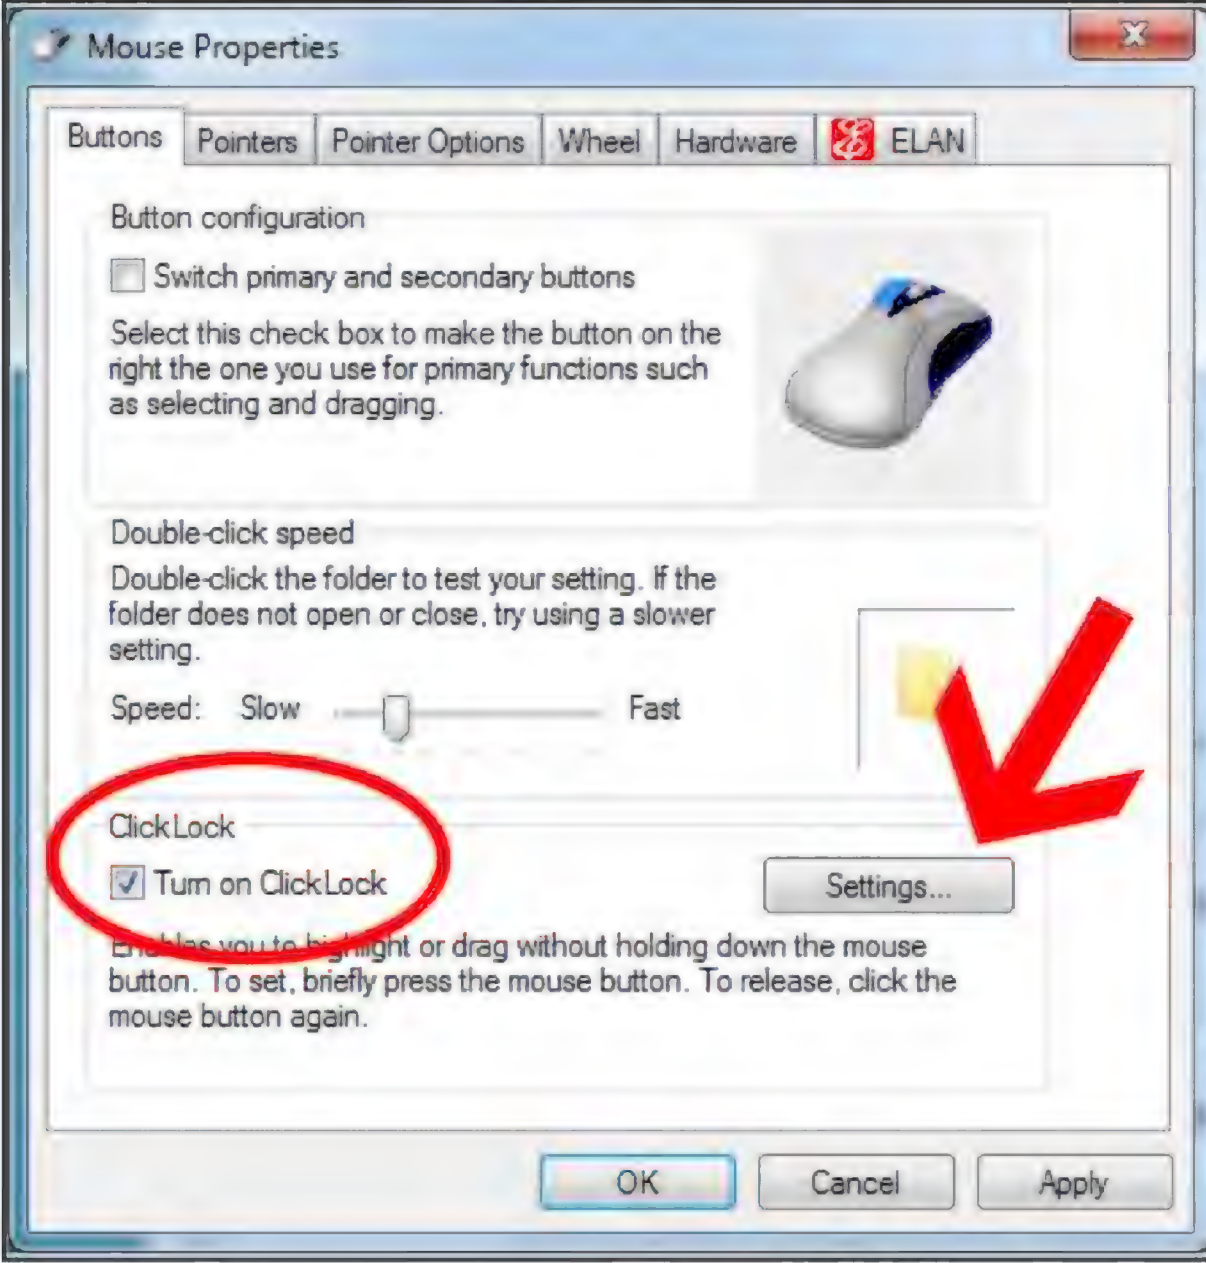 Mouse Properties
Buttons Pointers Pointer Options Wheel Hardware ELAN
Button configuration
Switch primary and secondary buttons
Select this check box to make the button on the
right the one you use for primary functions such
as selecting and dragging.
Double-click speed
Double-click the folder to test your setting. If the
folder does not open or close, try using a slower
setting.
Speed: Slow Fast
ClickLock
Turn on ClickLock
Settings...
Enables you to highlight or drag without holding down the mouse
button. To set, briefly press the mouse button. To release, click the
mouse button again.
OK Cancel Apply